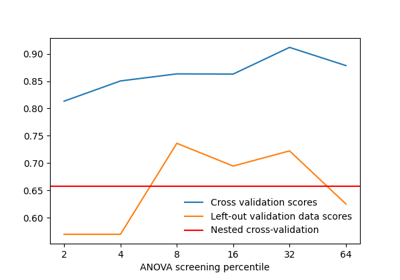 0.90
0.85
0.80
0.75
0.70
0.65
0.60
Cross validation scores
Left-out validation data scores
Nested cross-validation
2 4 8 16 32 64
ANOVA screening percentile